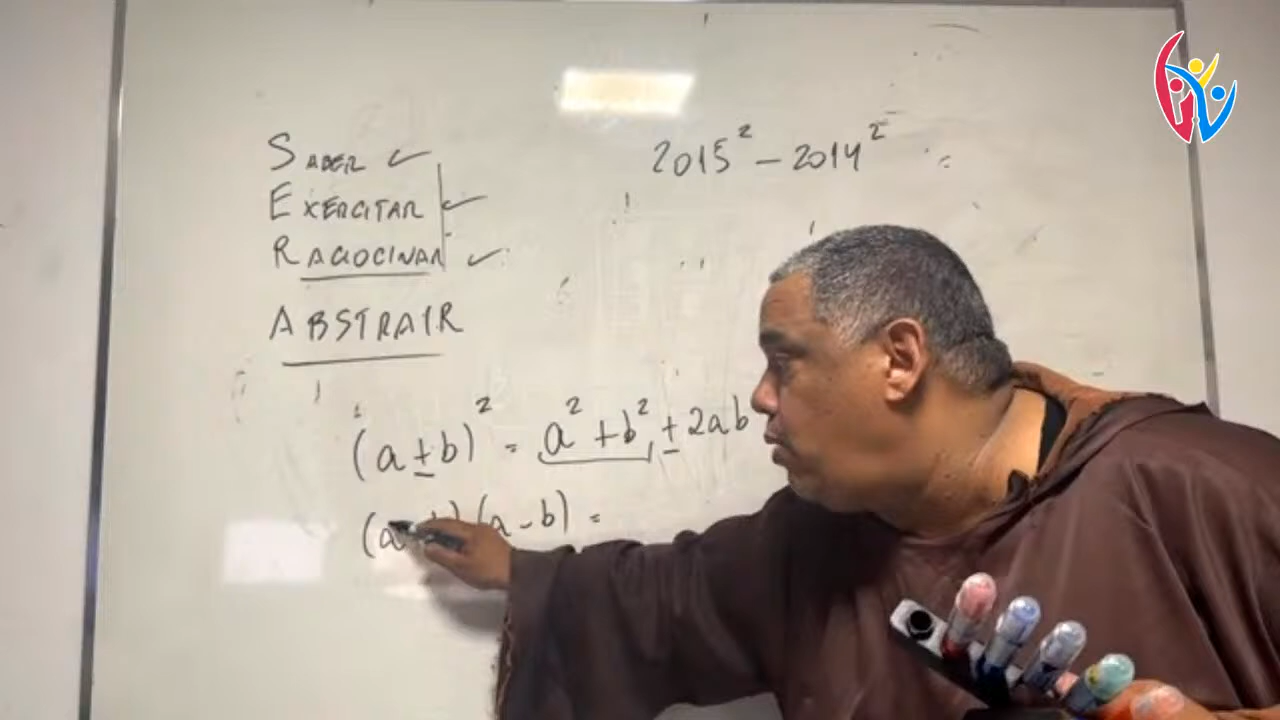 SABER ✓
EXERCITAR ✓
RACIOCINAR ✓
ABSTRAIR
2015² - 2014² =
(a ± b)² = a² + b² ± 2ab
(a b) (a - b) =